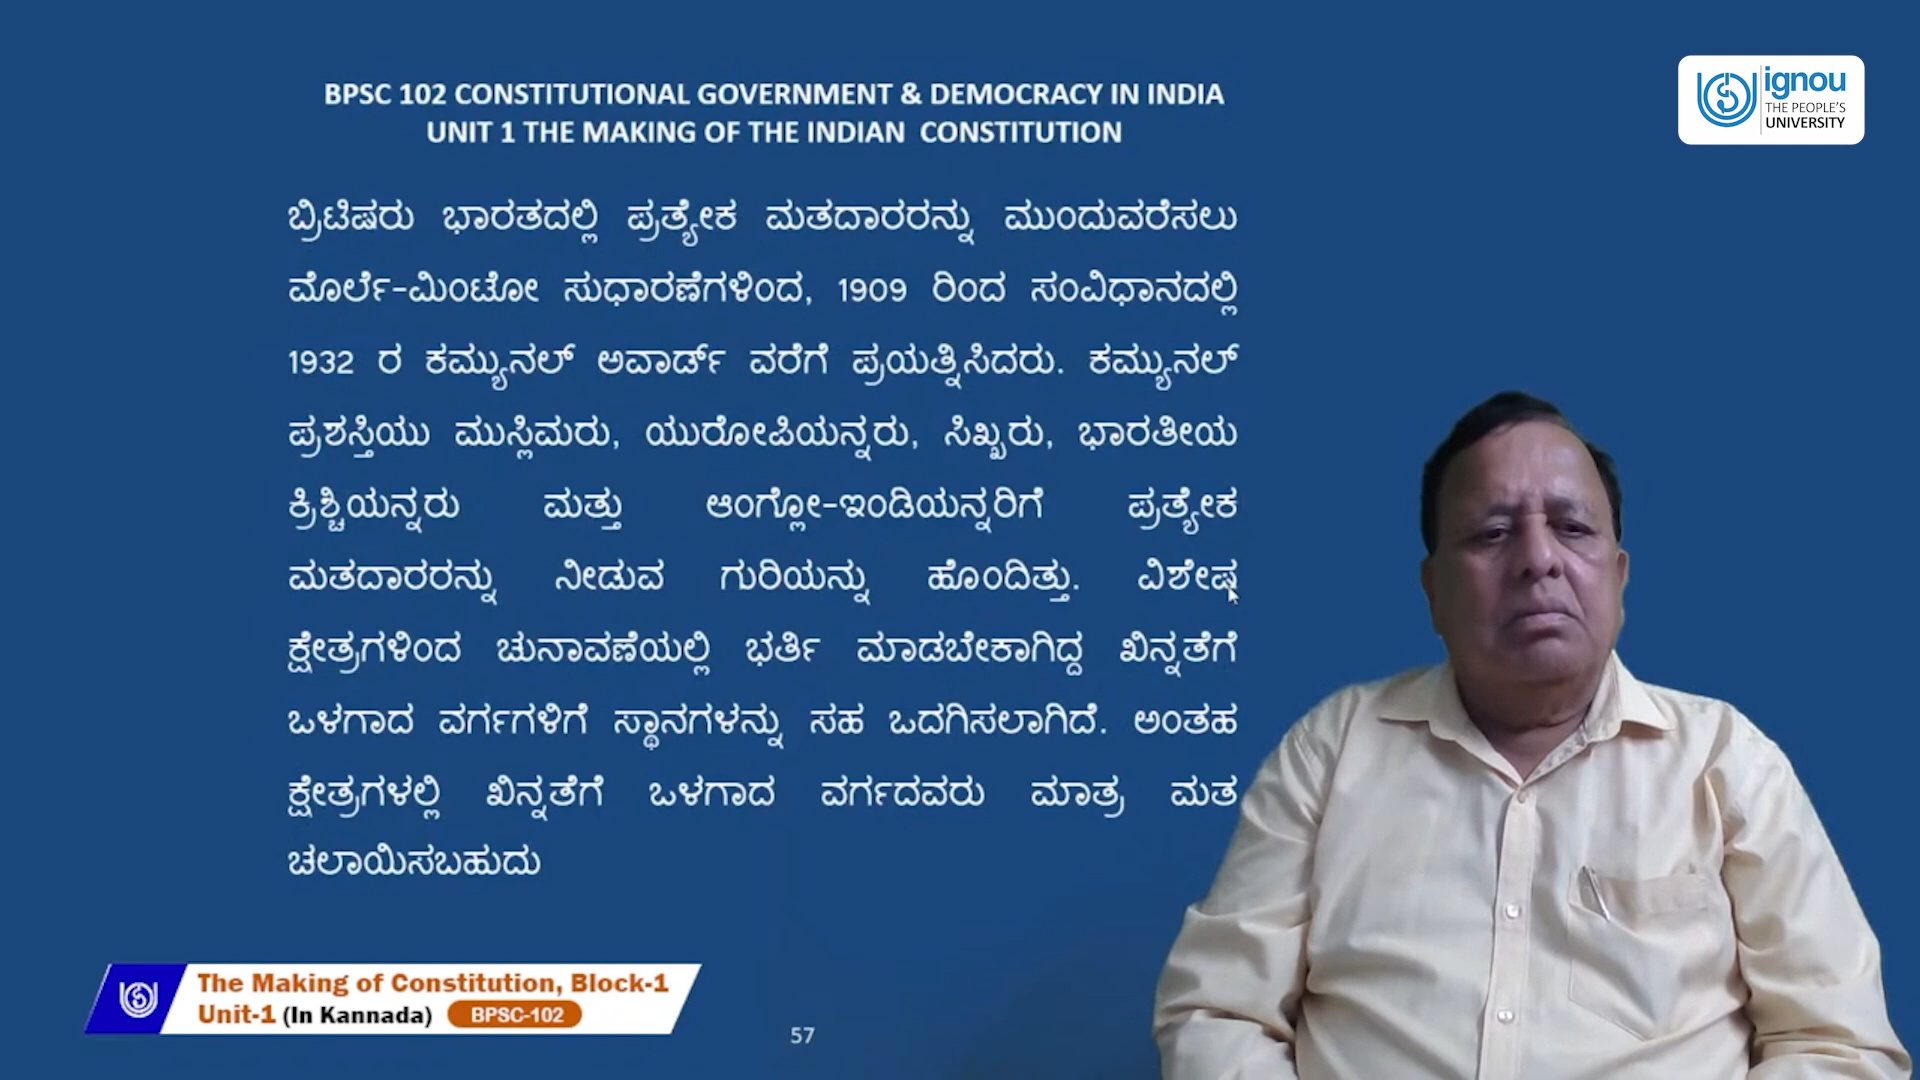 BPSC 102 CONSTITUTIONAL GOVERNMENT & DEMOCRACY IN INDIA
UNIT 1 THE MAKING OF THE INDIAN CONSTITUTION
ignou
THE PEOPLE'S
UNIVERSITY
ಬ್ರಿಟಿಷರು ಭಾರತದಲ್ಲಿ ಪ್ರತ್ಯೇಕ ಮತದಾರರನ್ನು ಮುಂದುವರೆಸಲು
ಮೊರ್ಲೆ-ಮಿಂಟೋ ಸುಧಾರಣೆಗಳಿಂದ, 1909 ರಿಂದ ಸಂವಿಧಾನದಲ್ಲಿ
1932 ರ ಕಮ್ಯುನಲ್ ಅವಾರ್ಡ್ ವರೆಗೆ ಪ್ರಯತ್ನಿಸಿದರು. ಕಮ್ಯುನಲ್
ಪ್ರಶಸ್ತಿಯು ಮುಸ್ಲಿಮರು, ಯುರೋಪಿಯನ್ನರು, ಸಿಖ್ಖರು, ಭಾರತೀಯ
ಕ್ರಿಶ್ಚಿಯನ್ನರು ಮತ್ತು ಆಂಗ್ಲೋ-ಇಂಡಿಯನ್ನರಿಗೆ ಪ್ರತ್ಯೇಕ
ಮತದಾರರನ್ನು ನೀಡುವ ಗುರಿಯನ್ನು ಹೊಂದಿತ್ತು. ವಿಶೇಷ
ಕ್ಷೇತ್ರಗಳಿಂದ ಚುನಾವಣೆಯಲ್ಲಿ ಭರ್ತಿ ಮಾಡಬೇಕಾಗಿದ್ದ ಖಿನ್ನತೆಗೆ
ಒಳಗಾದ ವರ್ಗಗಳಿಗೆ ಸ್ಥಾನಗಳನ್ನು ಸಹ ಒದಗಿಸಲಾಗಿದೆ. ಅಂತಹ
ಕ್ಷೇತ್ರಗಳಲ್ಲಿ ಖಿನ್ನತೆಗೆ ಒಳಗಾದ ವರ್ಗದವರು ಮಾತ್ರ ಮತ
ಚಲಾಯಿಸಬಹುದು
The Making of Constitution, Block-1
Unit-1 (In Kannada) BPSC-102
57